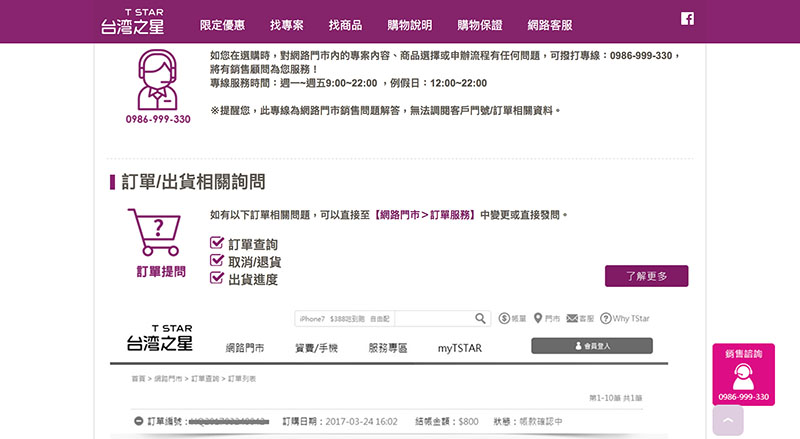 T STAR
台灣之星
限定優惠 找專案 找商品 購物說明 購物保證 網路客服
如您在選購時，對網路門市內的專案內容、商品選擇或申辦流程有任何問題，可撥打專線：0986-999-330，
將有銷售顧問為您服務！
專線服務時間：週一~週五9:00~22:00 ，例假日：12:00~22:00
0986-999-330
※提醒您，此專線為網路門市銷售問題解答，無法調閱客戶門號/訂單相關資料。
訂單/出貨相關詢問
如有以下訂單相關問題，可以直接至【網路門市＞訂單服務】中變更或直接發問。
?
訂單提問
訂單查詢
取消/退貨
出貨進度
了解更多
iPhone7 $388吃到飽 自由配
帳單 門市 客服 Why TStar
T STAR
台灣之星
網路門市 資費/手機 服務專區 myTSTAR 會員登入
首頁 > 網路門市 > 訂單查詢 > 訂單列表
第1-10筆 共1筆
訂單編號： 訂購日期：2017-03-24 16:02 結帳金額：$800 狀態：帳款確認中
銷售諮詢
0986-999-330